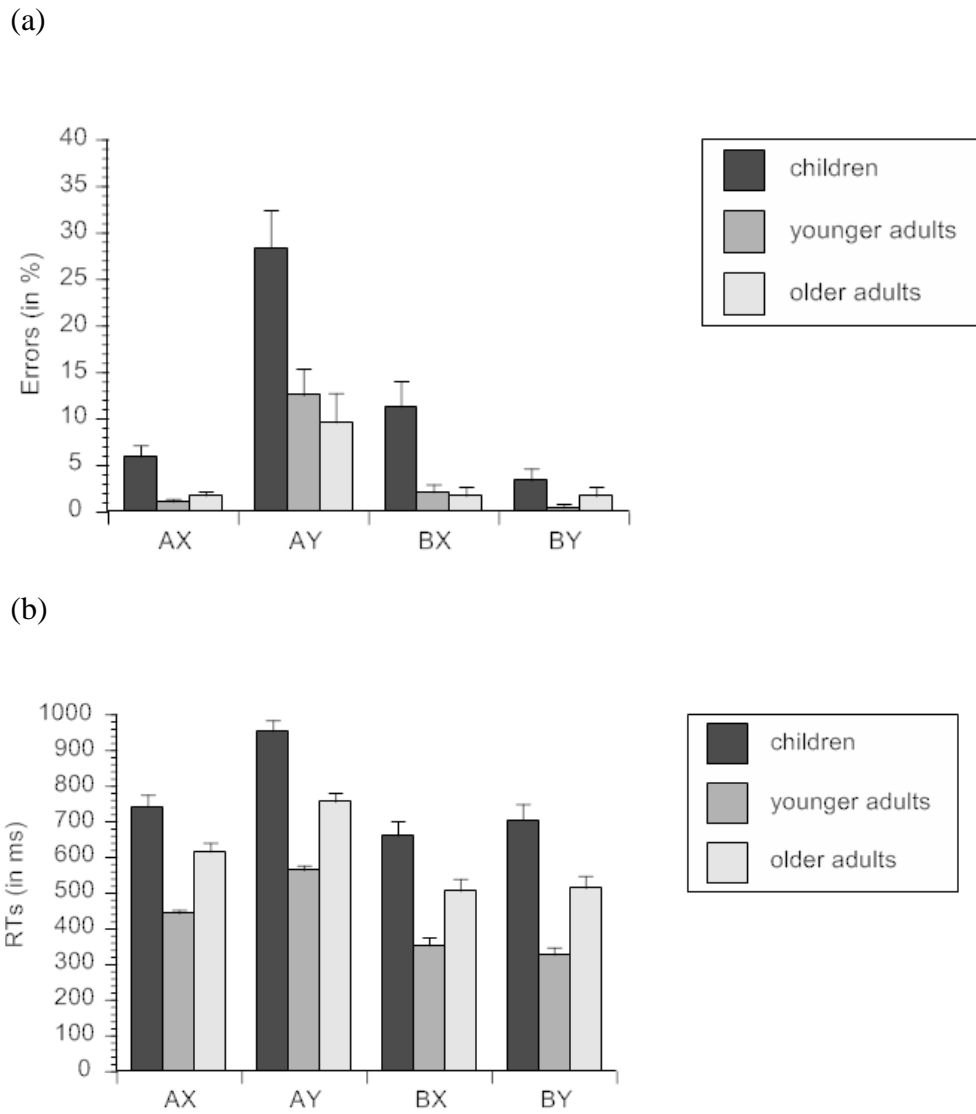 (a)
40
35
30
25
20
15
10
5
0
Errors (in %)
AX AY BX BY
children
younger adults
older adults
(b)
1000
900
800
700
600
500
400
300
200
100
0
RTs (in ms)
AX AY BX BY
children
younger adults
older adults